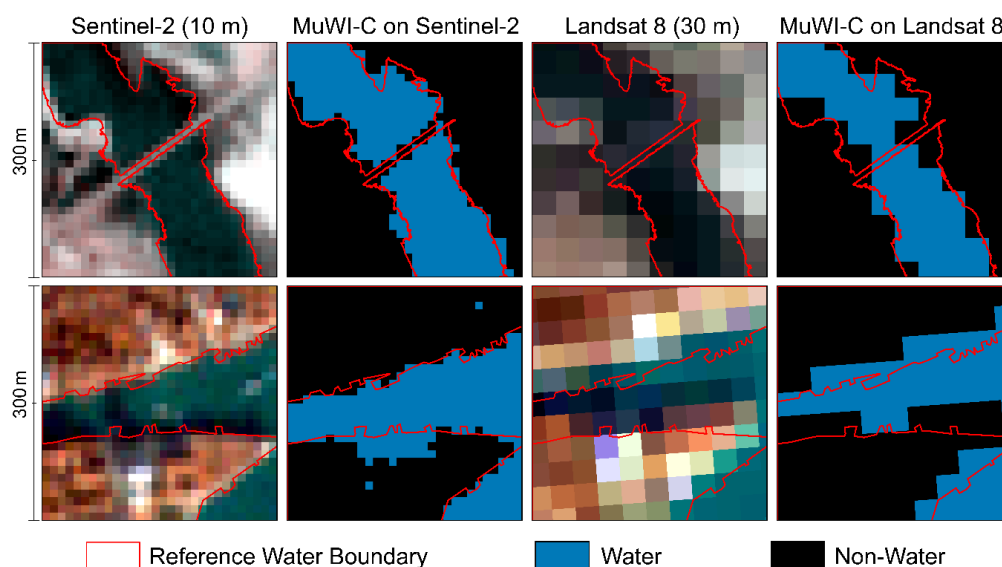 Sentinel-2 (10 m) MuWI-C on Sentinel-2 Landsat 8 (30 m) MuWI-C on Landsat 8
300 m
300 m
Reference Water Boundary Water Non-Water